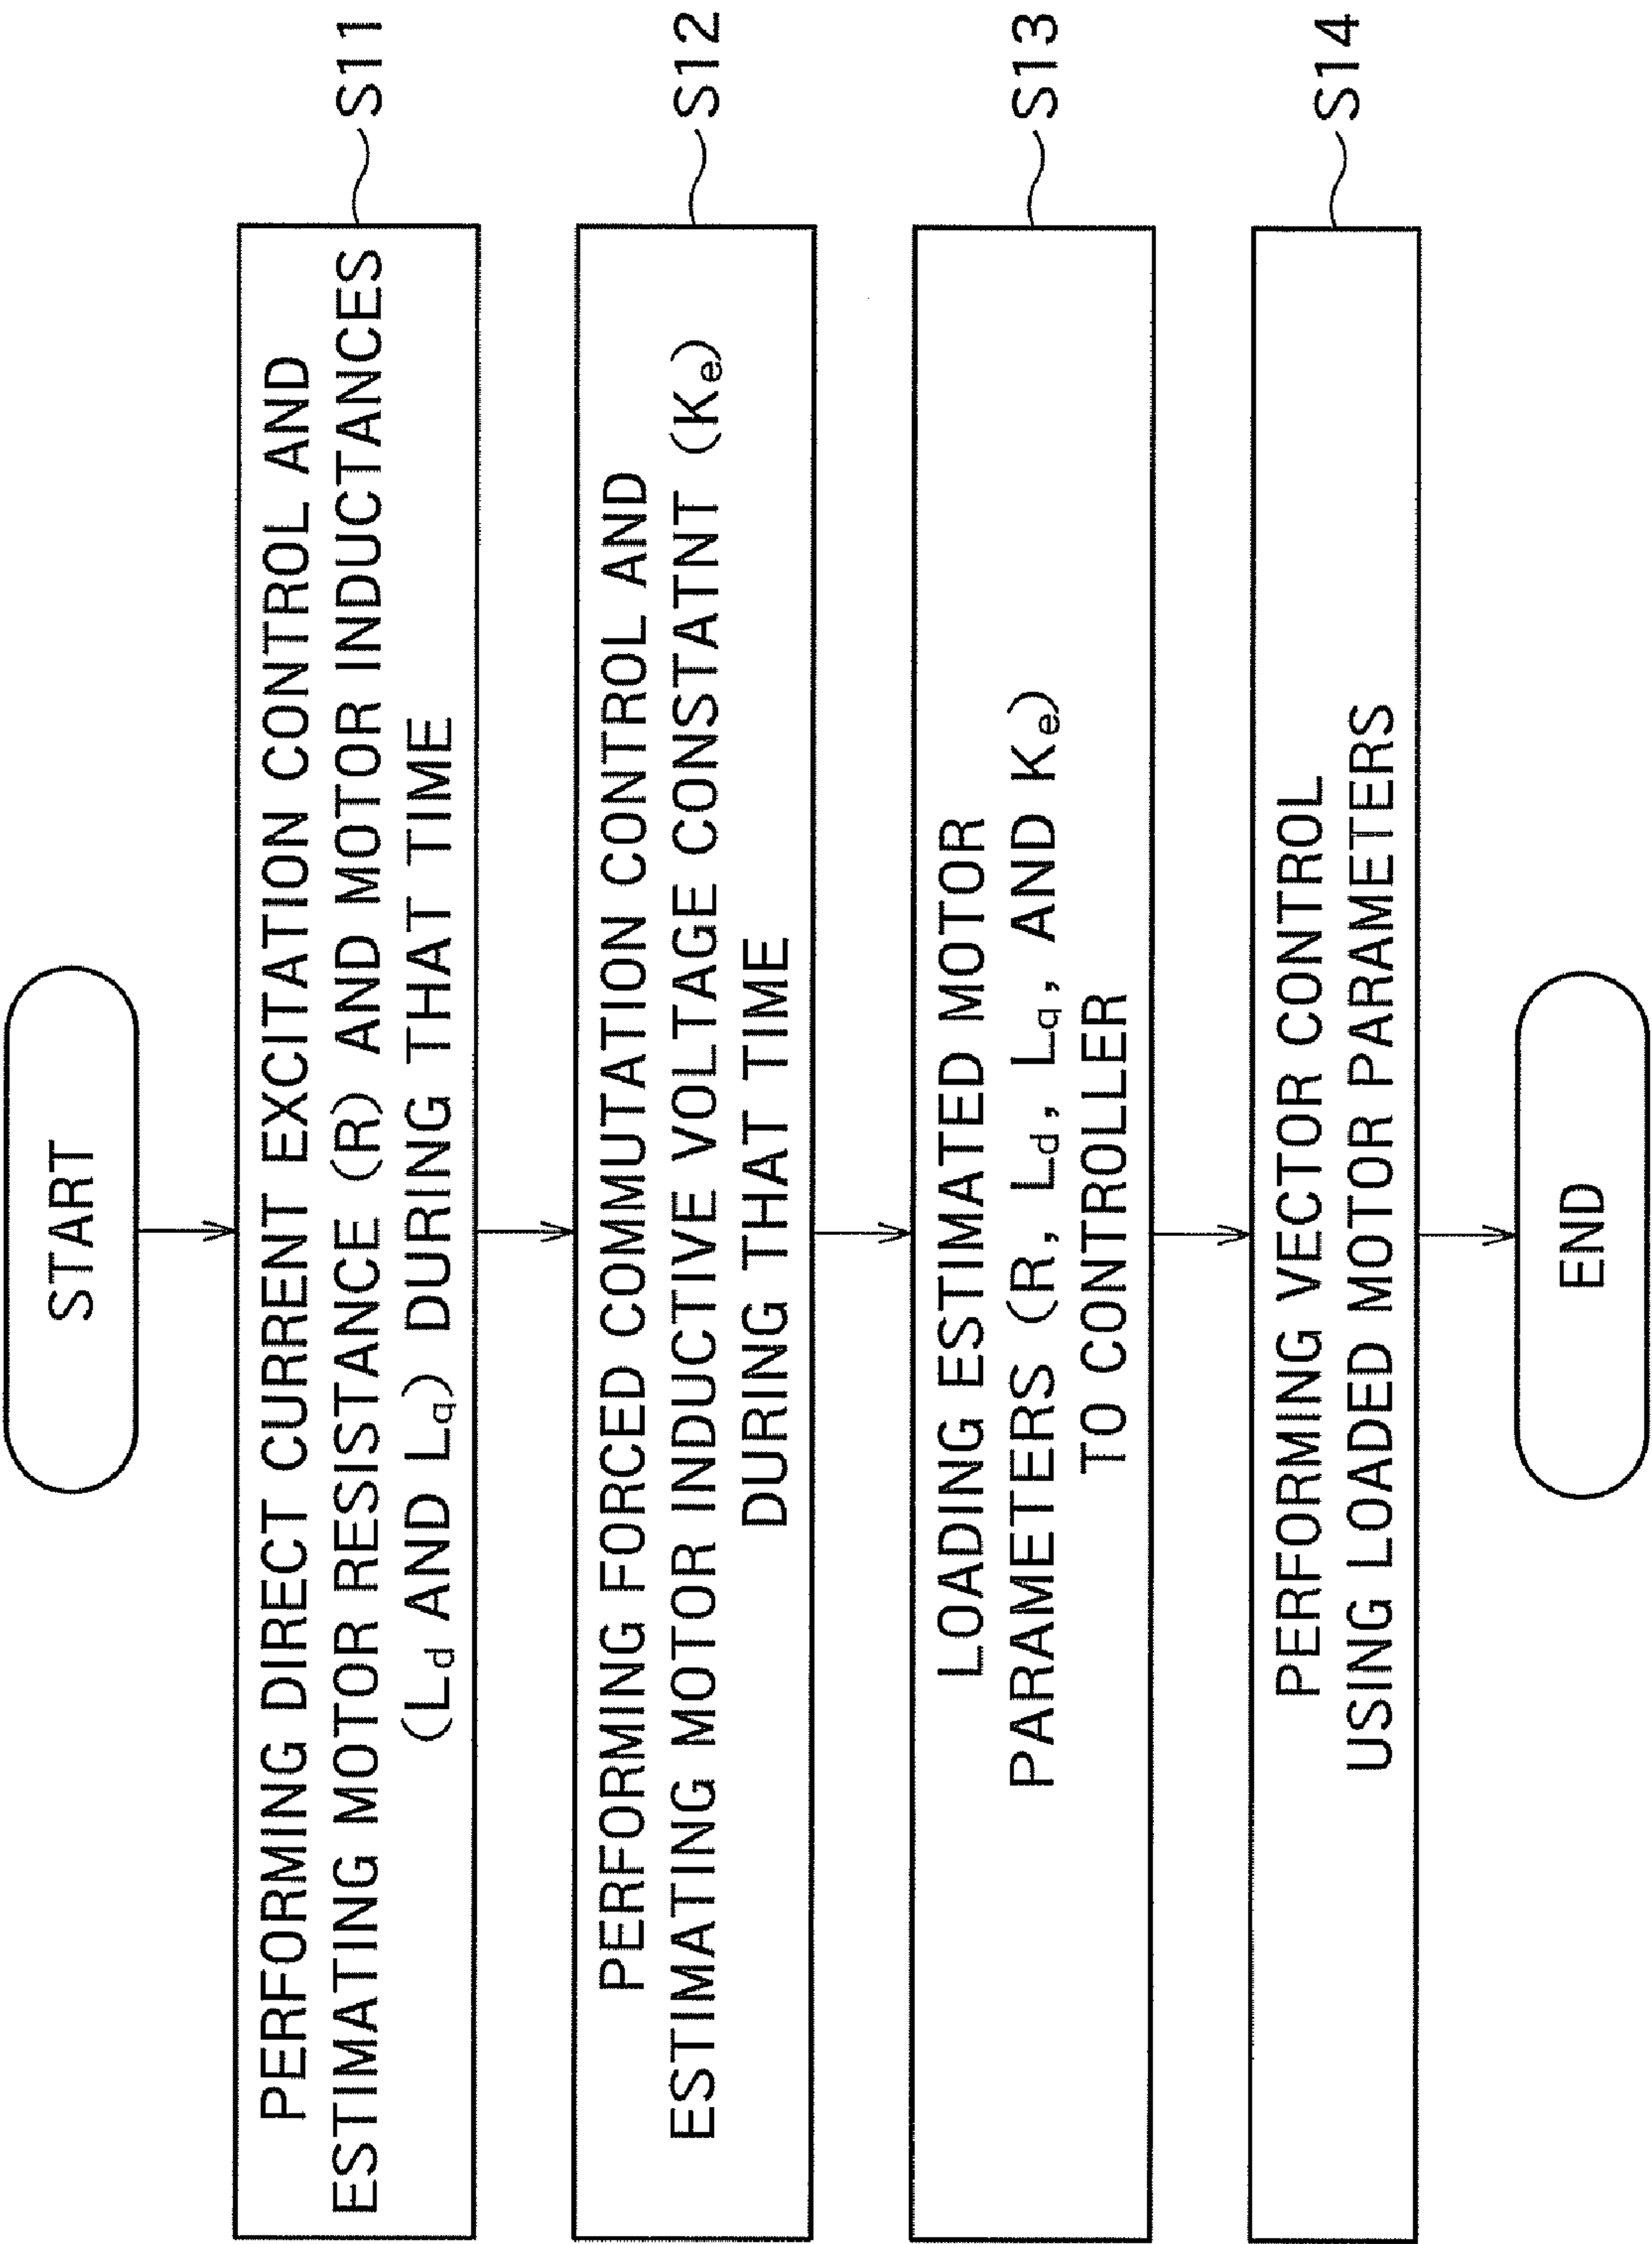 START
PERFORMING DIRECT CURRENT EXCITATION CONTROL AND
ESTIMATING MOTOR RESISTANCE (R) AND MOTOR INDUCTANCES
(Ld AND Lq) DURING THAT TIME
S11
PERFORMING FORCED COMMUTATION CONTROL AND
ESTIMATING MOTOR INDUCTIVE VOLTAGE CONSTATNT (Ke)
DURING THAT TIME
S12
LOADING ESTIMATED MOTOR
PARAMETERS (R, Ld, Lq, AND Ke)
TO CONTROLLER
S13
PERFORMING VECTOR CONTROL
USING LOADED MOTOR PARAMETERS
S14
END